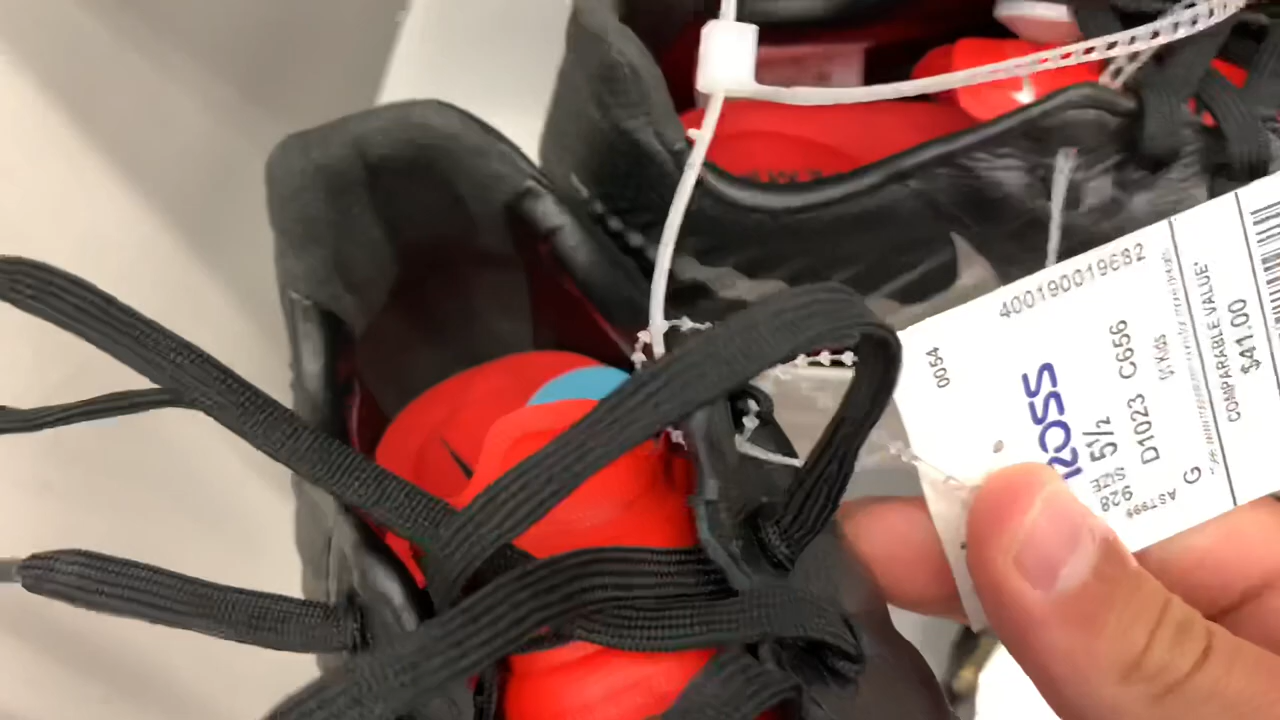 400190019682
0054
ROSS
SIZE 5½
928 D1023 C656
G
COMPARABLE VALUE*
$41.00